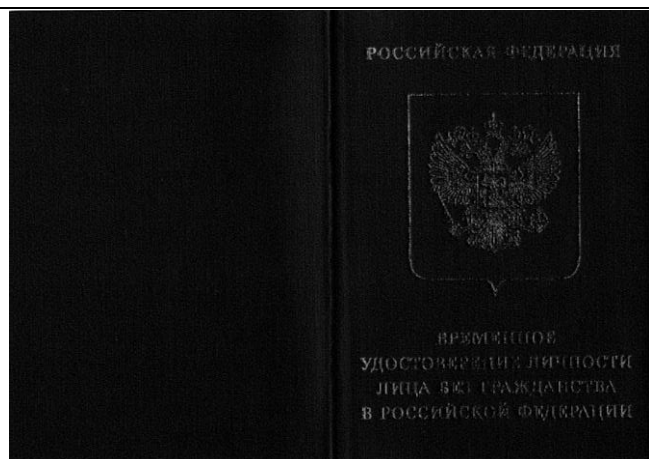 РОССИЙСКАЯ ФЕДЕРАЦИЯ
ВРЕМЕННОЕ
УДОСТОВЕРЕНИЕ ЛИЧНОСТИ
ЛИЦА БЕЗ ГРАЖДАНСТВА
В РОССИЙСКОЙ ФЕДЕРАЦИИ